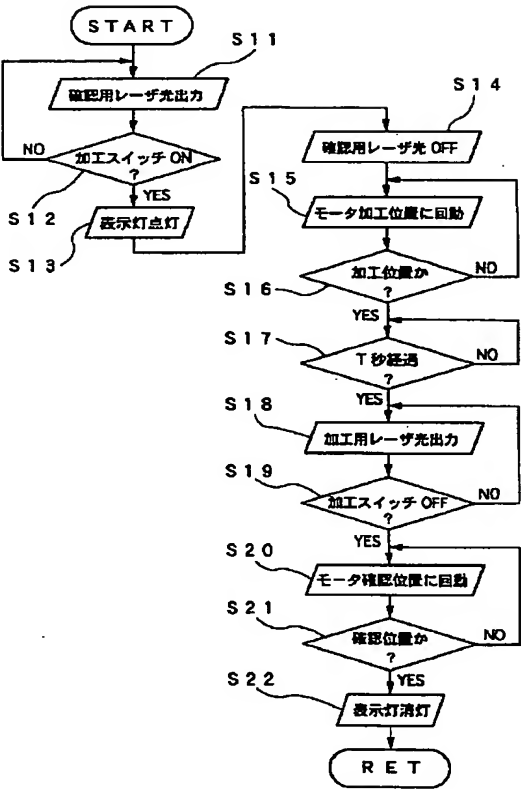 START
S11
確認用レーザ光出力
NO
加工スイッチ ON
?
S12
YES
表示灯点灯
S13
S14
確認用レーザ光 OFF
S15
モータ加工位置に回動
加工位置か
?
NO
S16
YES
S17
T秒経過
?
NO
YES
S18
加工用レーザ光出力
S19
加工スイッチ OFF
?
NO
YES
S20
モータ確認位置に回動
S21
確認位置か
?
NO
YES
S22
表示灯消灯
RET